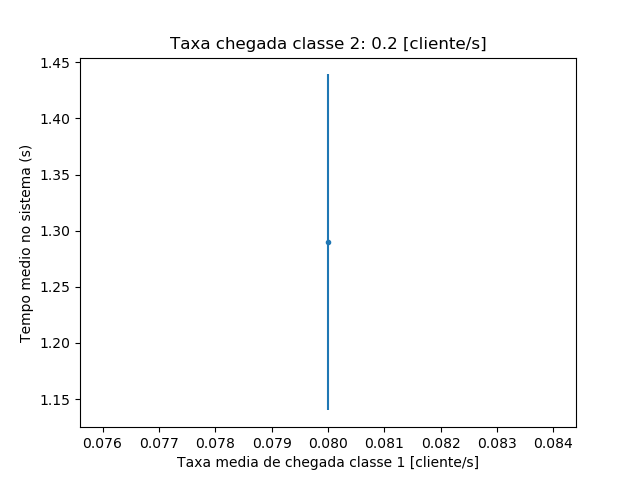 Taxa chegada classe 2: 0.2 [cliente/s]
1.45
1.40
1.35
1.30
1.25
1.20
1.15
Tempo medio no sistema (s)
0.076 0.077 0.078 0.079 0.080 0.081 0.082 0.083 0.084
Taxa media de chegada classe 1 [cliente/s]